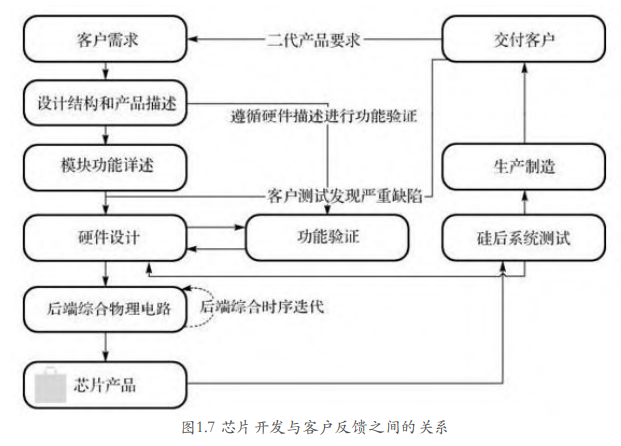 客户需求
二代产品要求
交付客户
设计结构和产品描述
遵循硬件描述进行功能验证
模块功能详述
生产制造
客户测试发现严重缺陷
硬件设计
功能验证
硅后系统测试
后端综合物理电路
后端综合时序迭代
芯片产品
图1.7 芯片开发与客户反馈之间的关系